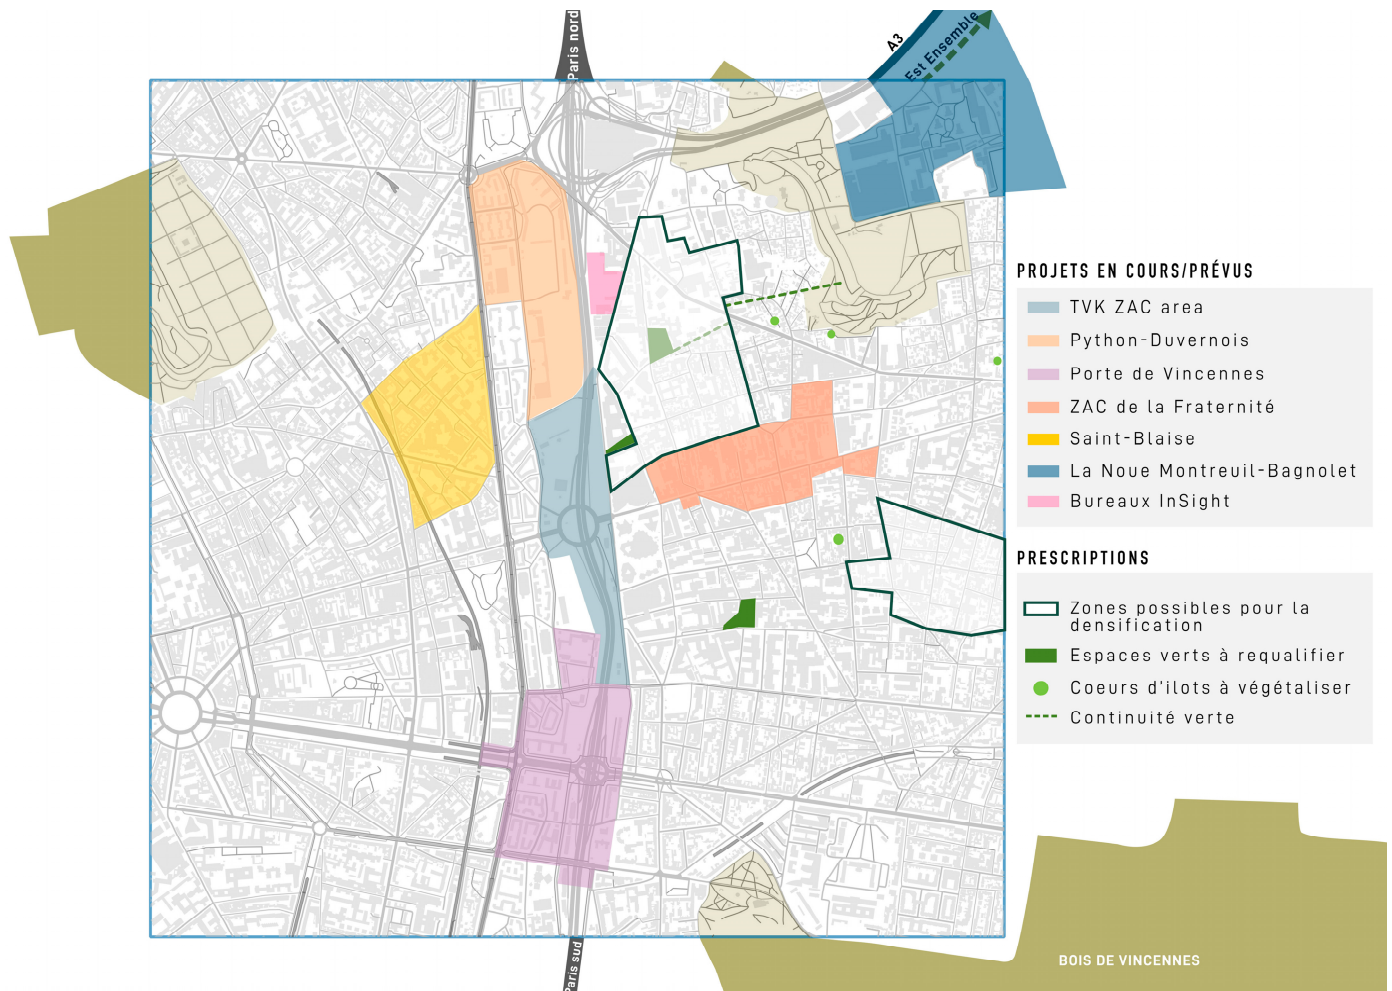 Paris nord
A3
Est Ensemble
PROJETS EN COURS/PRÉVUS
TVK ZAC area
Python-Duvernois
Porte de Vincennes
ZAC de la Fraternité
Saint-Blaise
La Noue Montreuil-Bagnolet
Bureaux InSight
PRESCRIPTIONS
Zones possibles pour la
densification
Espaces verts à requalifier
Coeurs d'ilots à végétaliser
Continuité verte
BOIS DE VINCENNES
Paris sud